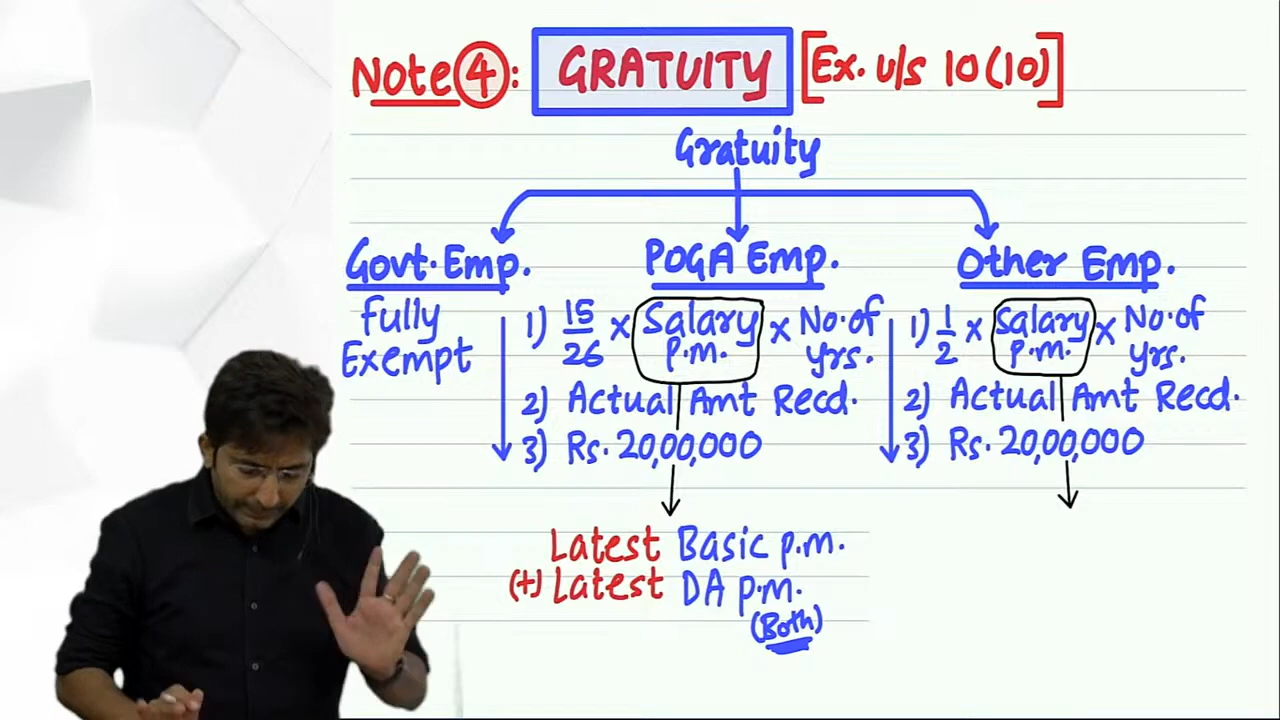 Note 4: GRATUITY [Ex. u/s 10(10)]
Gratuity
Govt. Emp.
Fully
Exempt
POGA Emp.
1) 15/26 × Salary p.m. × No. of yrs.
2) Actual Amt Recd.
3) Rs. 20,00,000
Latest Basic p.m.
(+) Latest DA p.m.
(Both)
Other Emp.
1) 1/2 × Salary p.m. × No. of yrs.
2) Actual Amt Recd.
3) Rs. 20,00,000